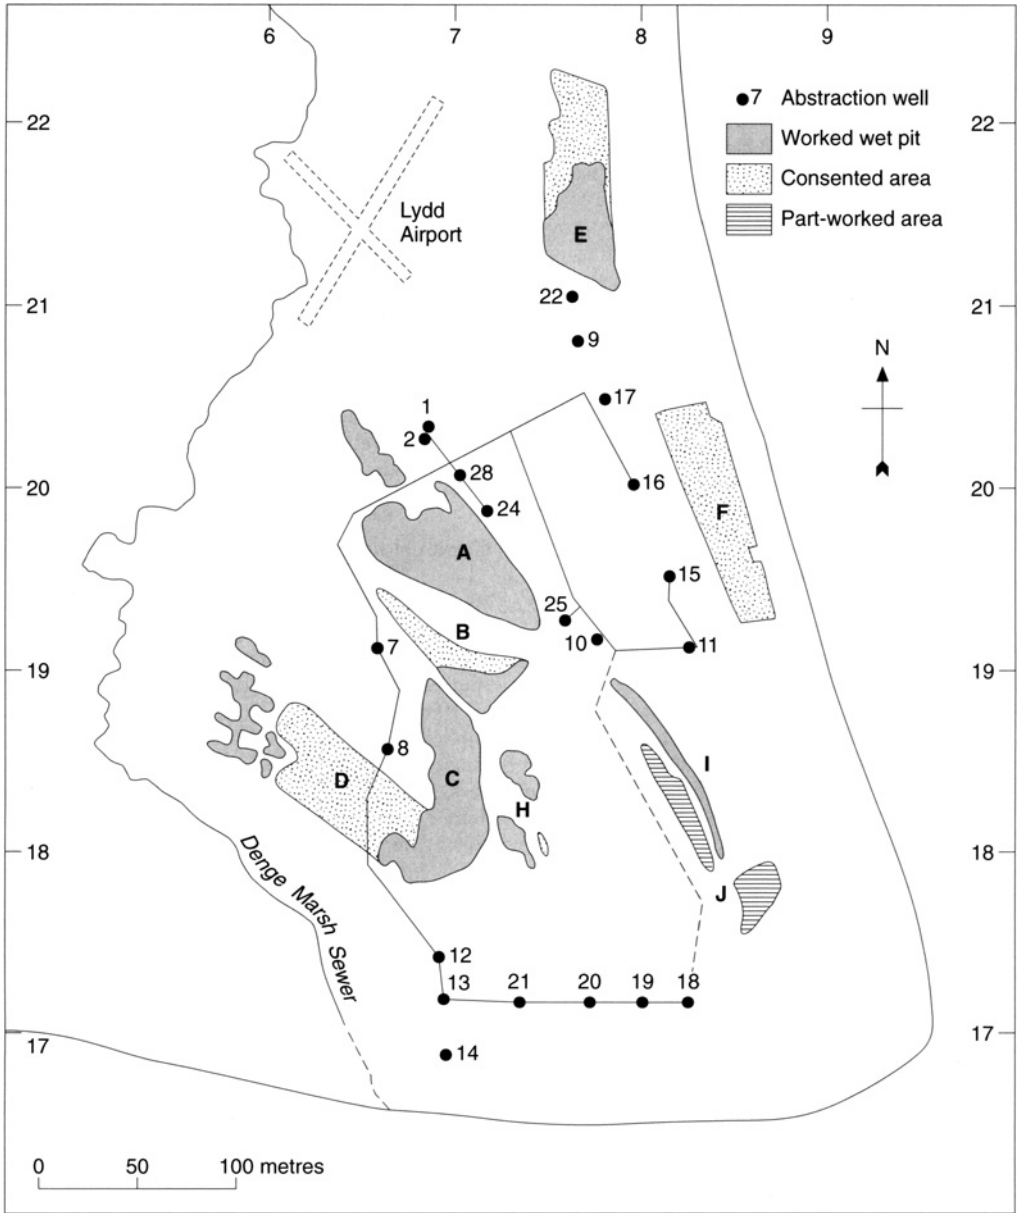 6 7 8 9
7 Abstraction well
22 22
Worked wet pit
Consented area
Part-worked area
Lydd
Airport
E
22
21 21
9
N
17
1
2
28
20 20
16
24
F
A
15
25
B
10
11
7
19 19
8
D
C
I
H
18 18
J
Denge Marsh Sewer
12
13 21 20 19 18
17 17
14
0 50 100 metres